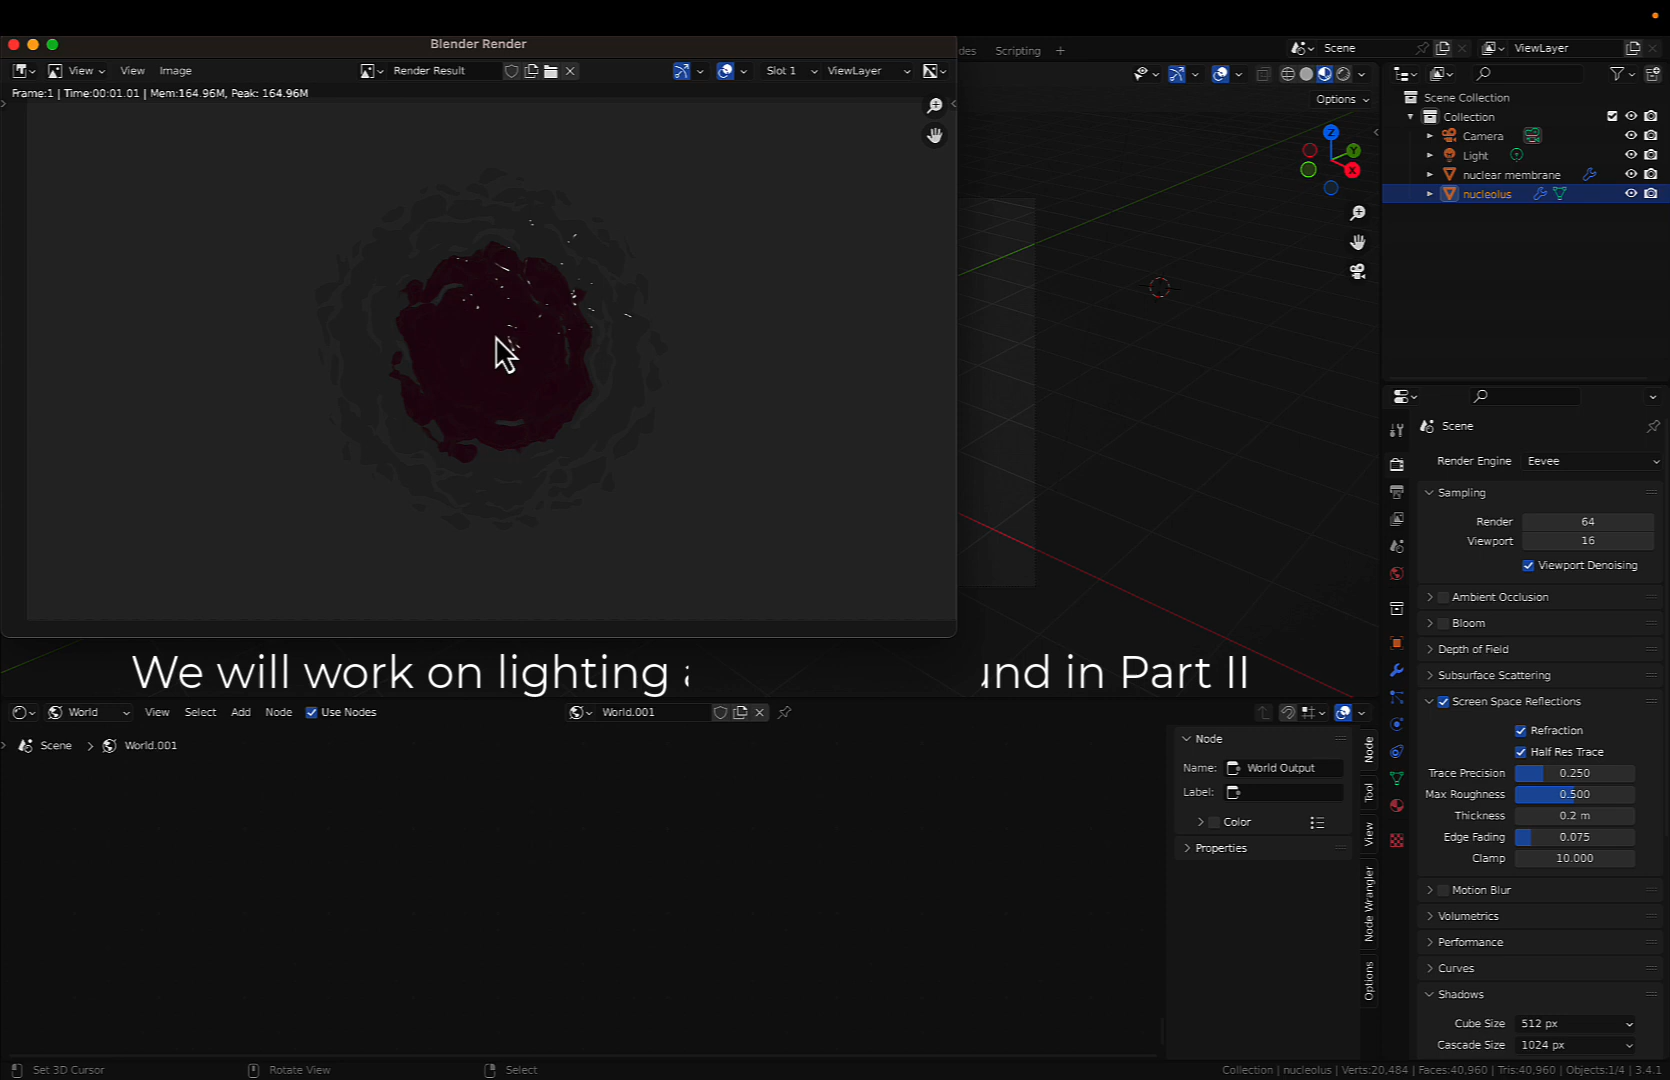 Blender Render
View
View
Image
Render Result
Slot 1
ViewLayer
Frame:1 | Time:00:01.01 | Mem:164.96M, Peak: 164.96M
des
Scripting
+
Scene
ViewLayer
Options
Z
Y
X
Scene Collection
Collection
Camera
Light
nuclear membrane
nucleolus
Scene
Render Engine
Eevee
Sampling
Render
64
Viewport
16
Viewport Denoising
Ambient Occlusion
Bloom
Depth of Field
Subsurface Scattering
Screen Space Reflections
Refraction
Half Res Trace
Trace Precision
0.250
Max Roughness
0.500
Thickness
0.2 m
Edge Fading
0.075
Clamp
10.000
Motion Blur
Volumetrics
Performance
Curves
Shadows
Cube Size
512 px
Cascade Size
1024 px
We will work on lighting und in Part II
World
View
Select
Add
Node
Use Nodes
World.001
Scene
World.001
Node
Name:
World Output
Label:
Color
Properties
Node
Tool
View
Node Wrangler
Options
Set 3D Cursor
Rotate View
Select
Collection | nucleolus | Verts:20,484 | Faces:40,960 | Tris:40,960 | Objects:1/4 | 3.4.1